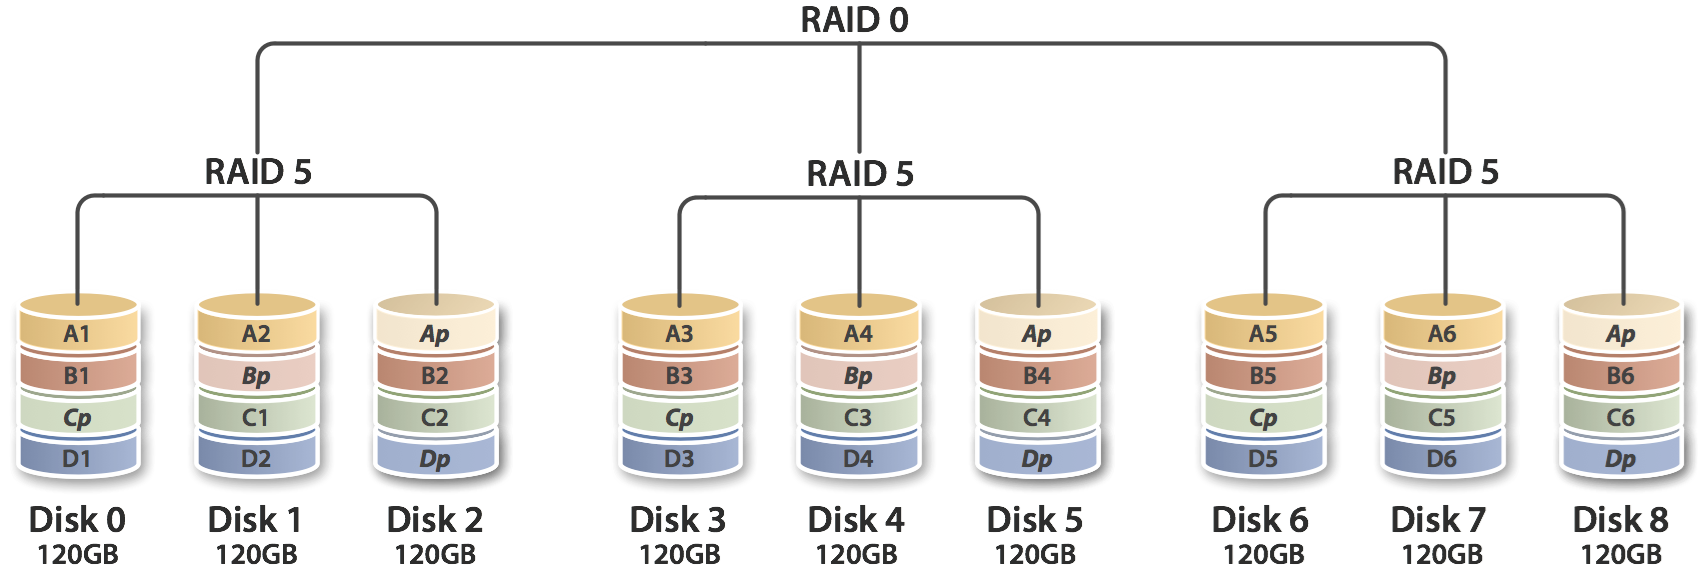 RAID 0
RAID 5 RAID 5 RAID 5
A1 A2 Ap A3 A4 Ap A5 A6 Ap
B1 Bp B2 B3 Bp B4 B5 Bp B6
Cp C1 C2 Cp C3 C4 Cp C5 C6
D1 D2 Dp D3 D4 Dp D5 D6 Dp
Disk 0 Disk 1 Disk 2 Disk 3 Disk 4 Disk 5 Disk 6 Disk 7 Disk 8
120GB 120GB 120GB 120GB 120GB 120GB 120GB 120GB 120GB